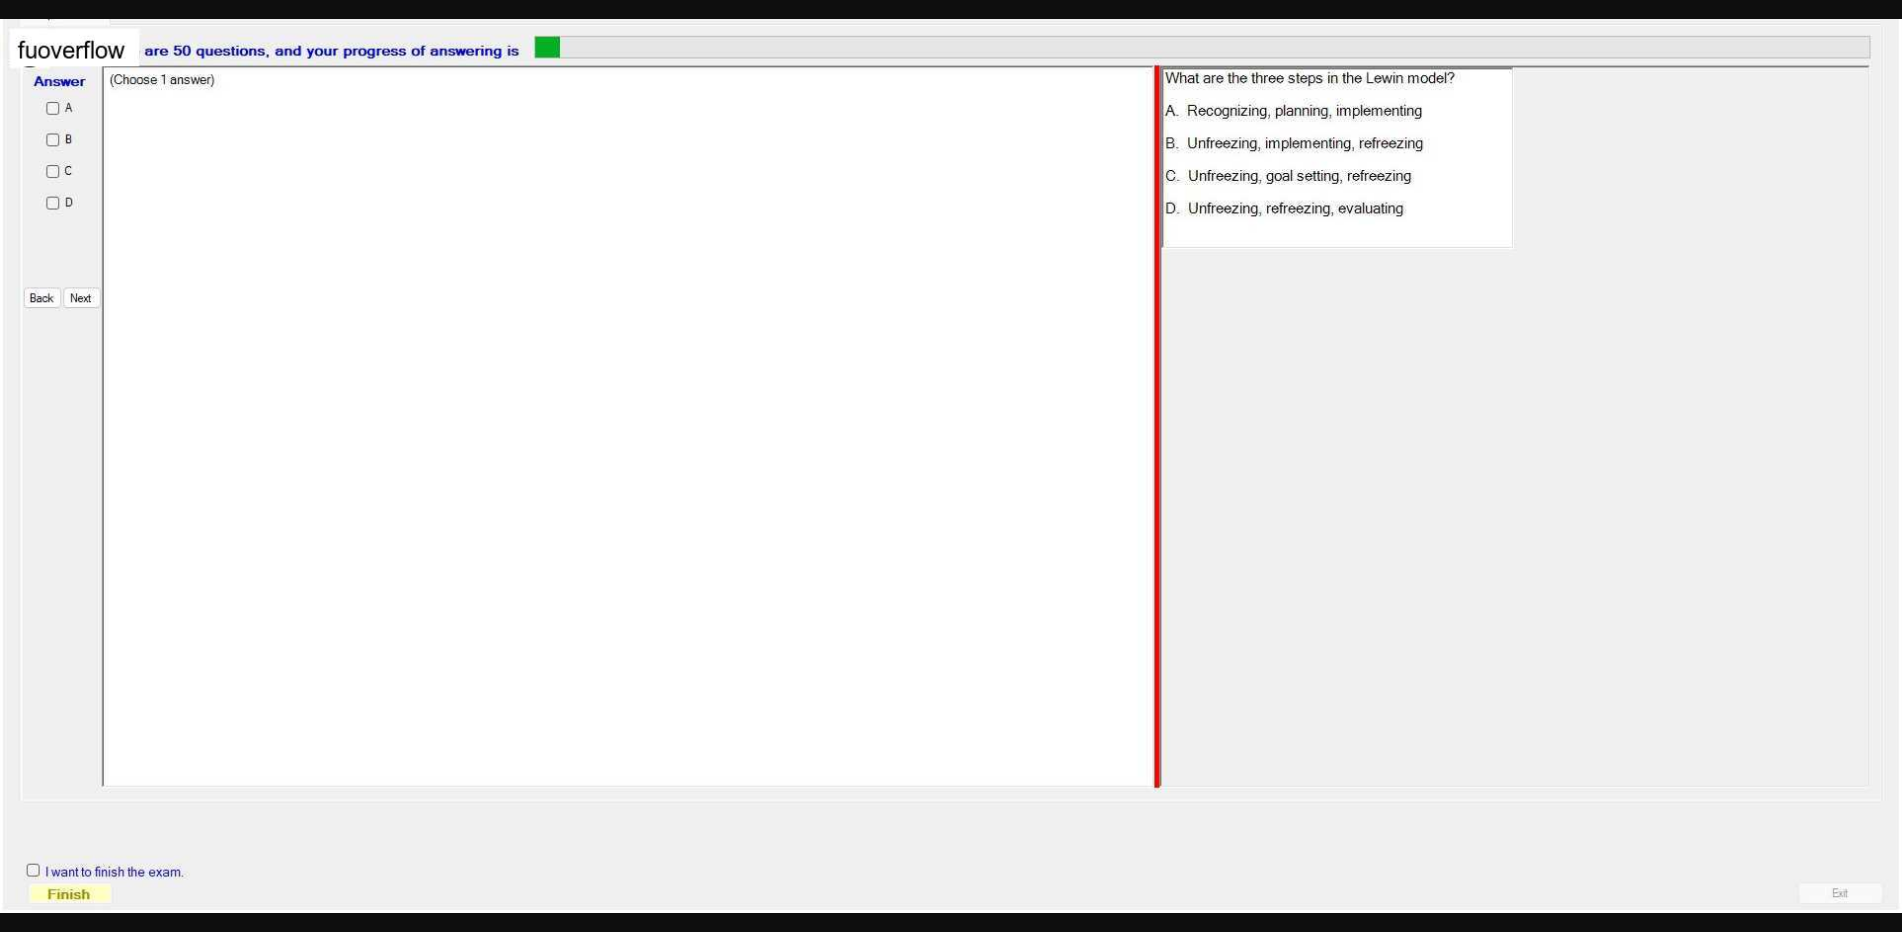 fuoverflow are 50 questions, and your progress of answering is
Answer
(Choose 1 answer)
A
B
C
D
Back Next
What are the three steps in the Lewin model?
A. Recognizing, planning, implementing
B. Unfreezing, implementing, refreezing
C. Unfreezing, goal setting, refreezing
D. Unfreezing, refreezing, evaluating
I want to finish the exam.
Finish
Exit